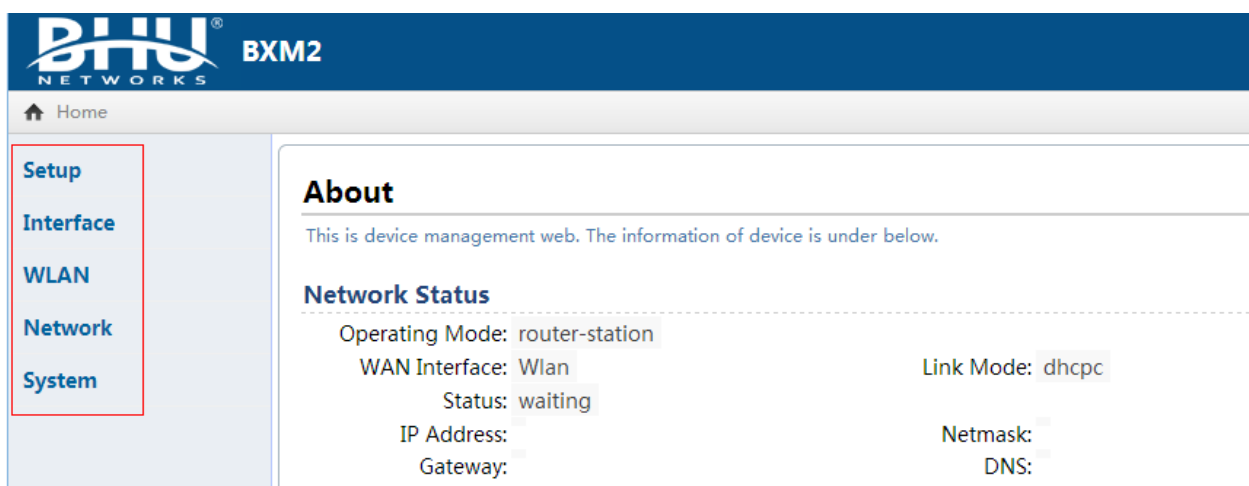 BHU® BXM2
NETWORKS
Home
Setup
Interface
WLAN
Network
System
About
This is device management web. The information of device is under below.
Network Status
Operating Mode: router-station
WAN Interface: Wlan Link Mode: dhcpc
Status: waiting
IP Address: Netmask:
Gateway: DNS: